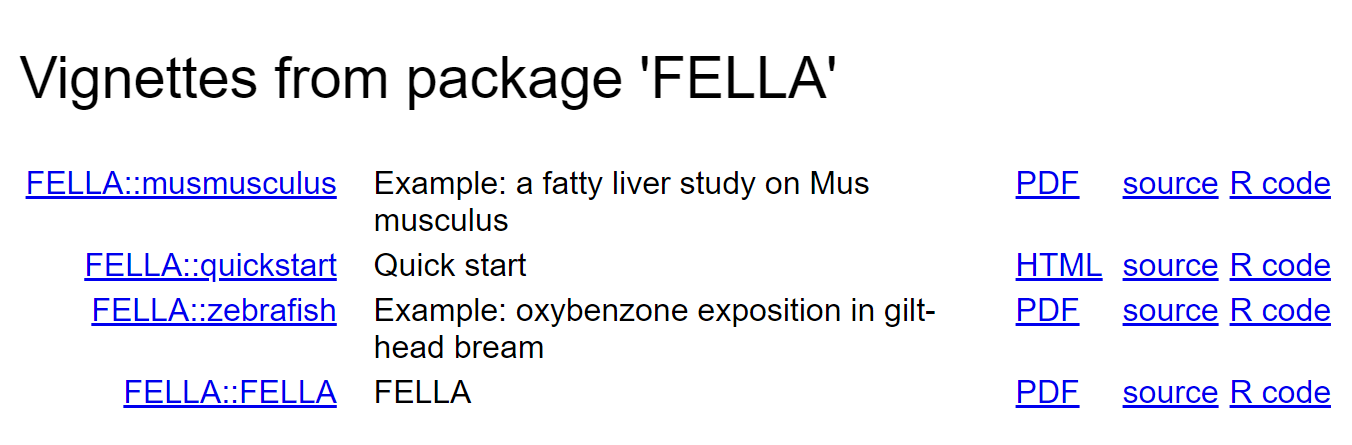 Vignettes from package 'FELLA'
FELLA::musmusculus Example: a fatty liver study on Mus PDF source R code
musculus
FELLA::quickstart Quick start HTML source R code
FELLA::zebrafish Example: oxybenzone exposition in gilt- PDF source R code
head bream
FELLA::FELLA FELLA PDF source R code